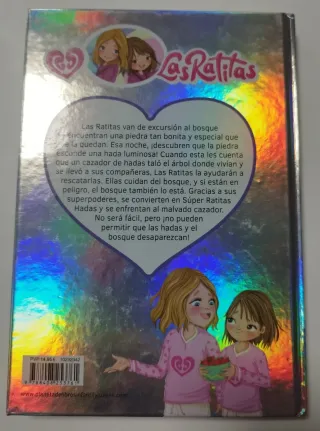 Las Ratitas
Las Ratitas van de excursión al bosque
y encuentran una piedra tan bonita y especial que
se la quedan. Esa noche, ¡descubren que la piedra
esconde una hada luminosa! Cuando esta les cuenta
que un cazador de hadas taló el árbol donde vivían y
se llevó a sus compañeras, Las Ratitas la ayudarán a
rescatarlas. Ellas cuidan del bosque, y si están en
peligro, el bosque también lo está. Gracias a sus
superpoderes, se convierten en Súper Ratitas
Hadas y se enfrentan al malvado cazador.
No será fácil, pero ¡no pueden
permitir que las hadas y el
bosque desaparezcan!